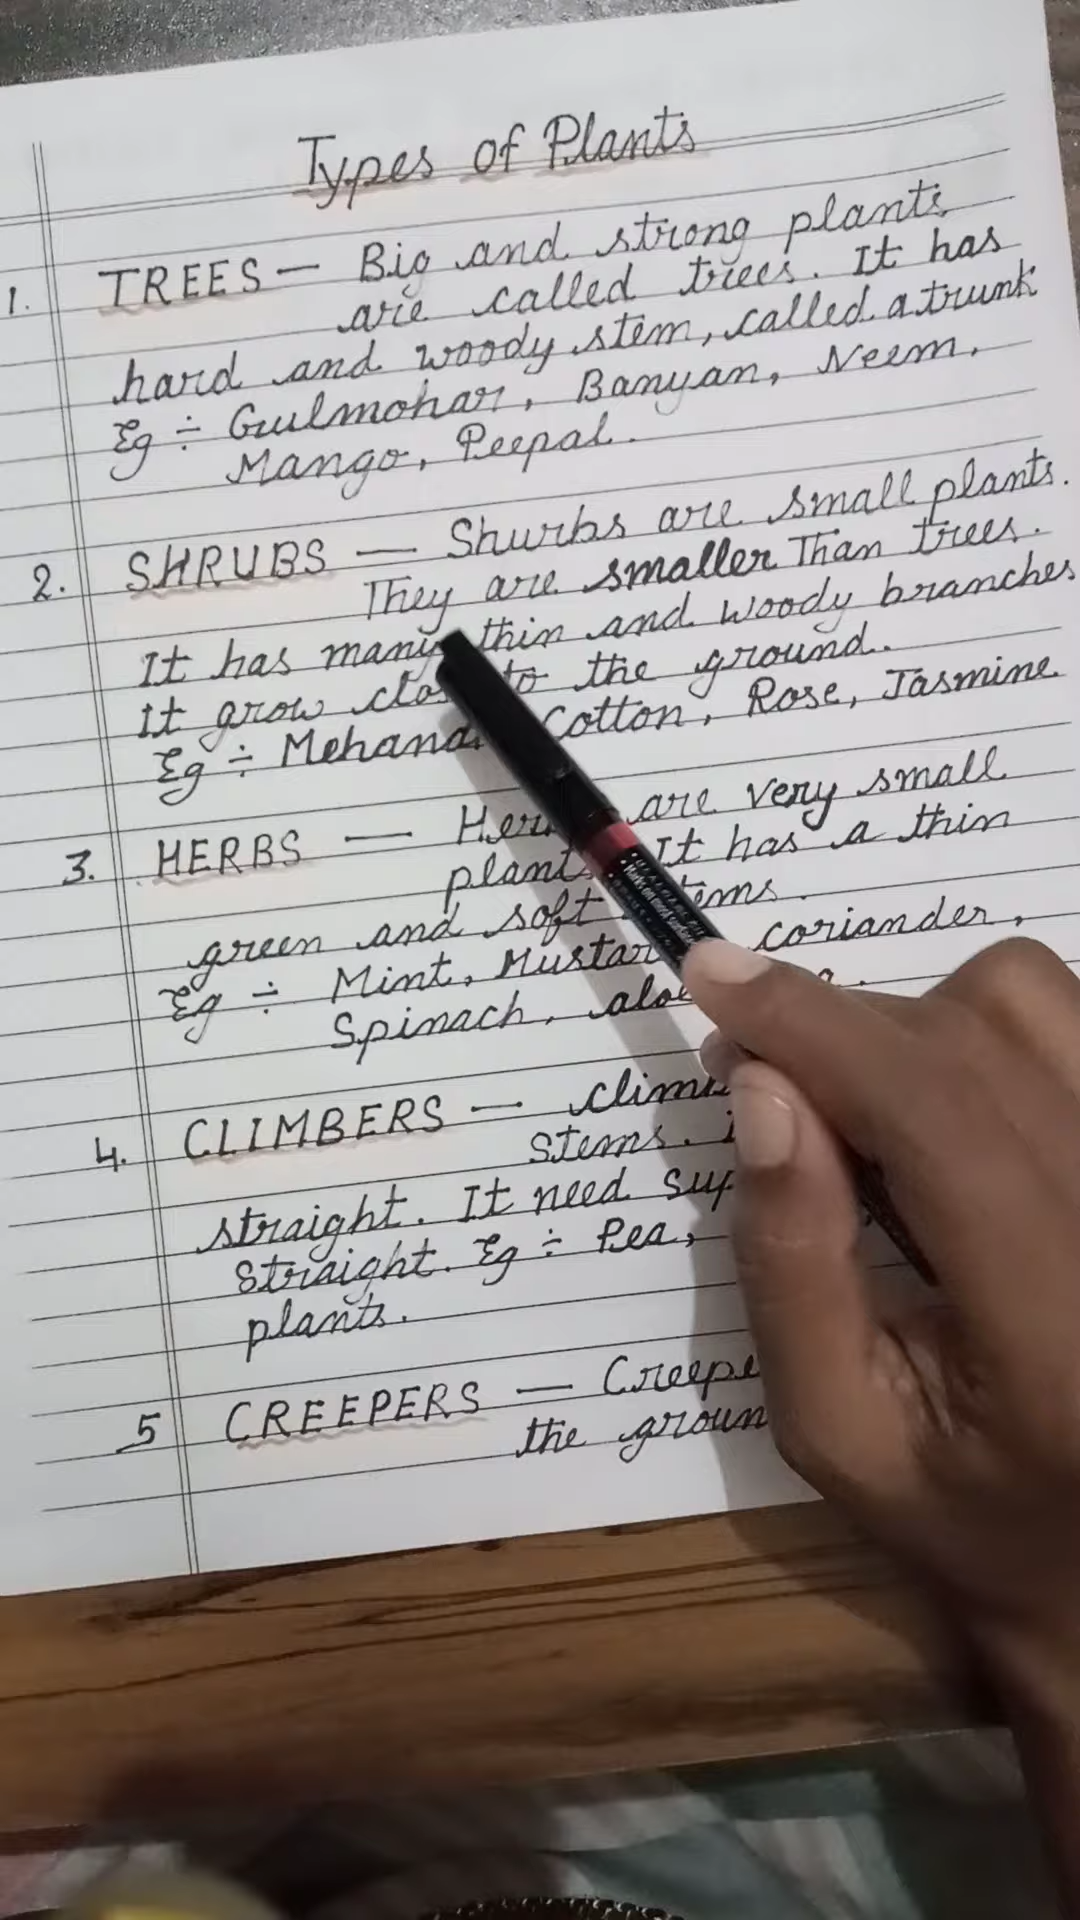 Types of Plants
1. TREES — Big and strong plants
are called trees. It has
hard and woody stem, called a trunk
Eg ÷ Gulmohar, Banyan, Neem,
Mango, Peepal.
2. SHRUBS — Shurbs are small plants.
They are smaller Than trees.
It has many thin and woody branches
It grow to the ground.
Eg ÷ Cotton, Rose, Jasmine
3. HERBS — are very small
It has a thin
green and soft
Eg ÷ Mint, coriander,
Spinach,
4. CLIMBERS —
Stems.
straight. It need
Straight. Eg ÷ Pea,
plants.
5 CREEPERS —
the